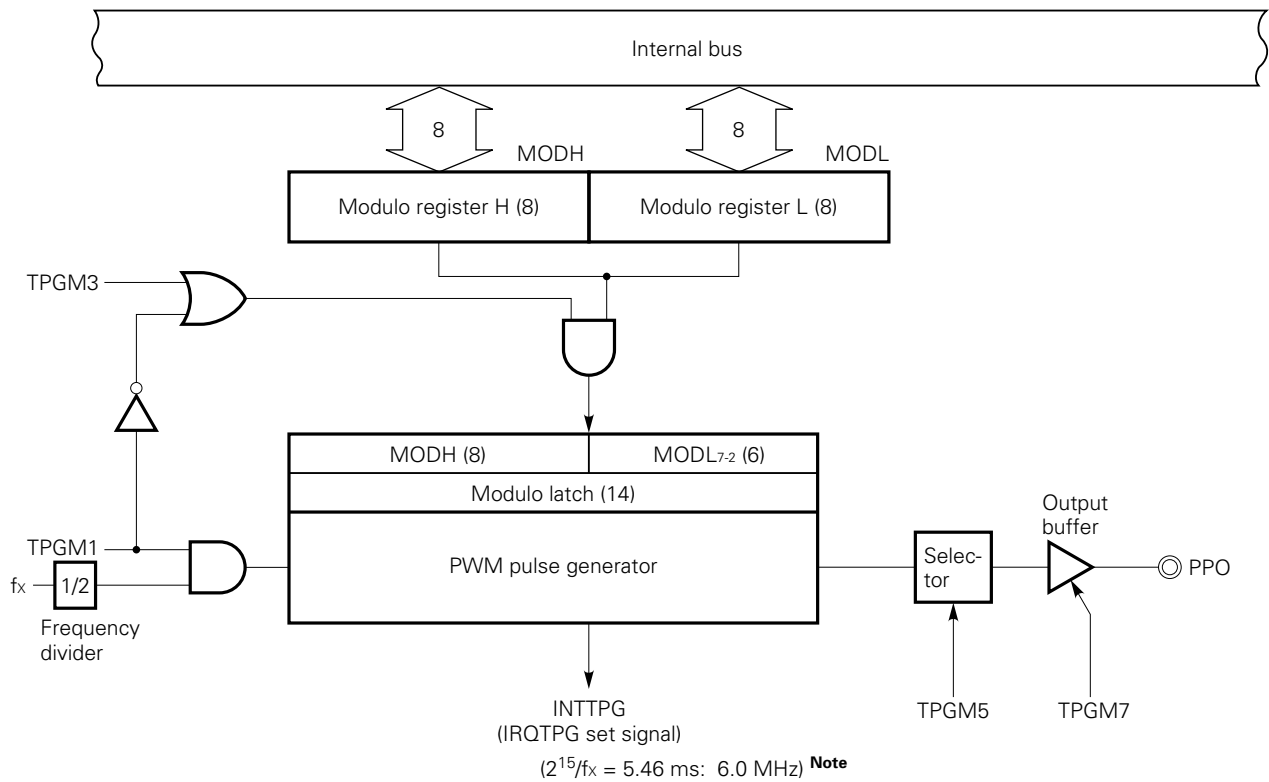 Internal bus
8
8
MODH
MODL
Modulo register H (8)
Modulo register L (8)
TPGM3
MODH (8)
MODL7-2 (6)
Modulo latch (14)
TPGM1
fX
1/2
Frequency
divider
PWM pulse generator
Selec-
tor
Output
buffer
PPO
INTTPG
(IRQTPG set signal)
(2^15/fX = 5.46 ms: 6.0 MHz) Note
TPGM5
TPGM7